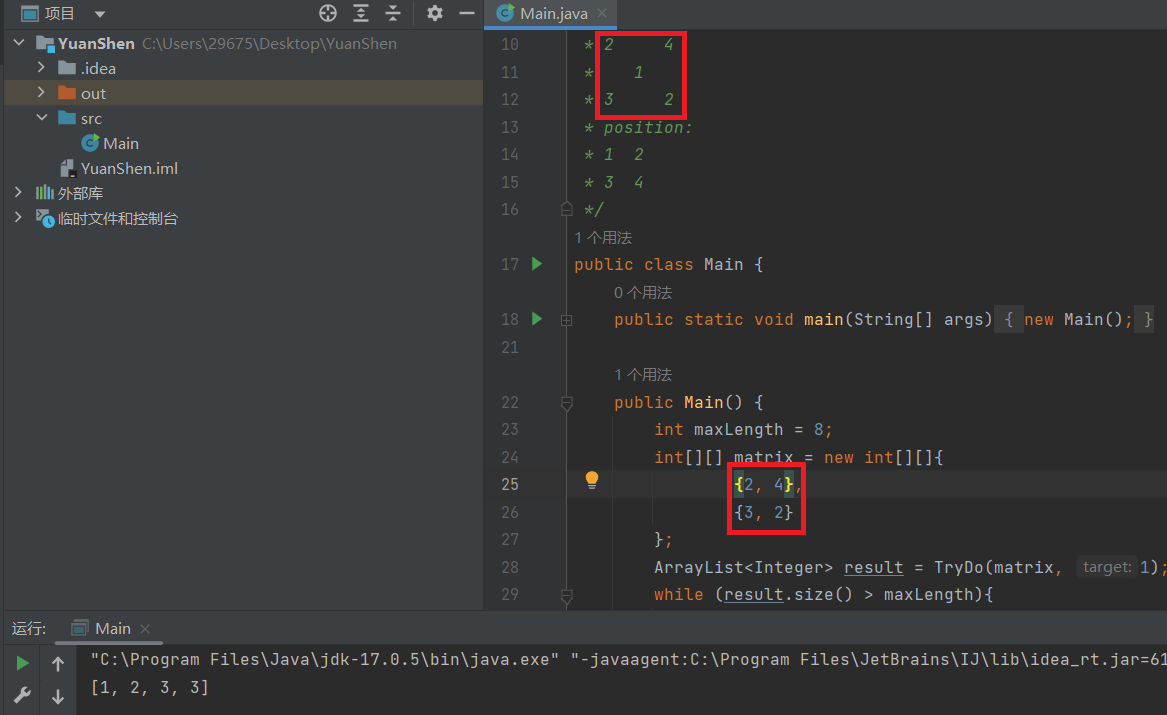 项目
Main.java
YuanShen C:\Users\29675\Desktop\YuanShen
.idea
out
src
Main
YuanShen.iml
外部库
临时文件和控制台
10 * 2 4
11 * 1
12 * 3 2
13 * position:
14 * 1 2
15 * 3 4
16 */
1 个用法
17 public class Main {
0 个用法
18 public static void main(String[] args) { new Main(); }
21
1 个用法
22 public Main() {
23 int maxLength = 8;
24 int[][] matrix = new int[][]{
25 {2, 4},
26 {3, 2}
27 };
28 ArrayList<Integer> result = TryDo(matrix, target: 1);
29 while (result.size() > maxLength){
运行: Main
"C:\Program Files\Java\jdk-17.0.5\bin\java.exe" "-javaagent:C:\Program Files\JetBrains\IJ\lib\idea_rt.jar=61
[1, 2, 3, 3]